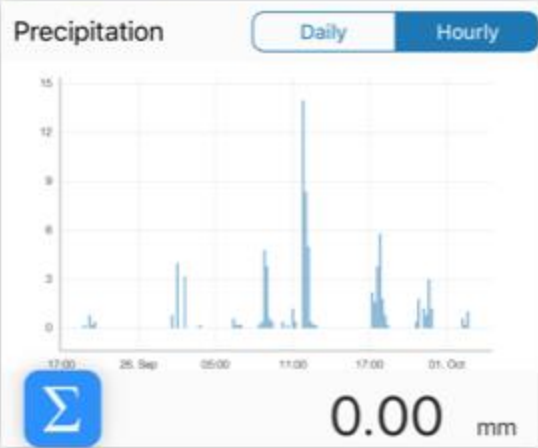 Precipitation
Daily
Hourly
15
12
9
6
3
0
17:00 26. Sep 05:00 11:00 17:00 01. Oct
Σ
0.00 mm